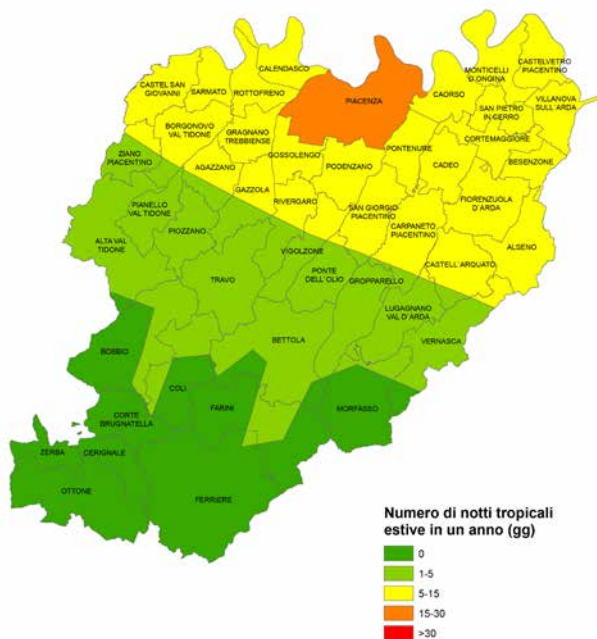 CALENDASCO
CASTEL SAN
GIOVANNI
SARMATO
ROTTOFRENO
PIACENZA
CAORSO
MONTICELLI
D'ONGINA
CASTELVETRO
PIACENTINO
SAN PIETRO
IN CERRO
VILLANOVA
SULL'ARDA
BORGONOVO
VAL TIDONE
GRAGNANO
TREBBIENSE
CORTEMAGGIORE
ZIANO
PIACENTINO
AGAZZANO
GOSSOLENGO
PODENZANO
PONTENURE
CADEO
BESENZONE
GAZZOLA
RIVERGARO
SAN GIORGIO
PIACENTINO
FIORENZUOLA
D'ARDA
PIANELLO
VAL TIDONE
PIOZZANO
CARPANETO
PIACENTINO
ALTA VAL
TIDONE
VIGOLZONE
ALSENO
TRAVO
PONTE
DELL'OLIO
GROPPARELLO
CASTELL'ARQUATO
LUGAGNANO
VAL D'ARDA
BETTOLA
VERNASCA
BOBBIO
COLI
FARINI
MORFASSO
CORTE
BRUGNATELLA
ZERBA
CERIGNALE
OTTONE
FERRIERE
Numero di notti tropicali
estive in un anno (gg)
0
1-5
5-15
15-30
>30